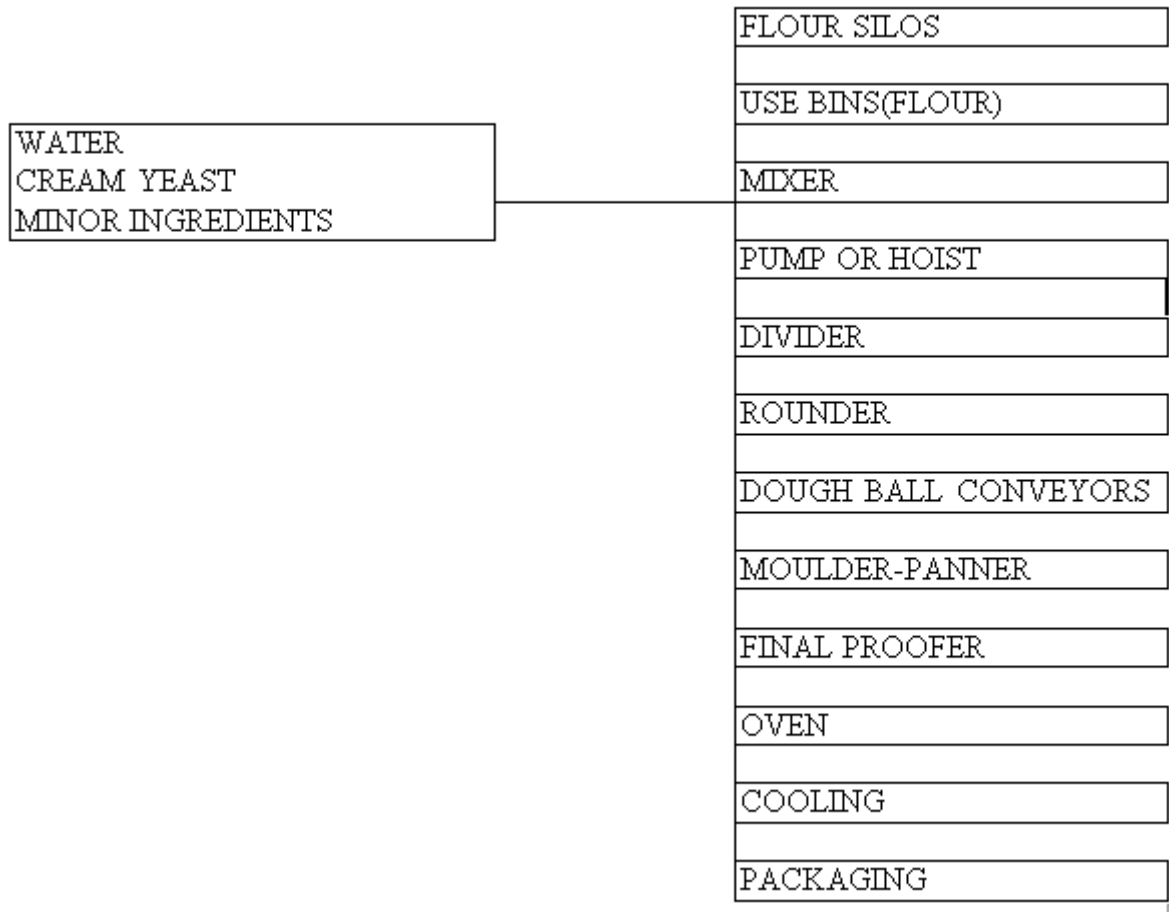 FLOUR SILOS
USE BINS(FLOUR)
WATER
CREAM YEAST
MINOR INGREDIENTS
MIXER
PUMP OR HOIST
DIVIDER
ROUNDER
DOUGH BALL CONVEYORS
MOULDER-PANNER
FINAL PROOFER
OVEN
COOLING
PACKAGING